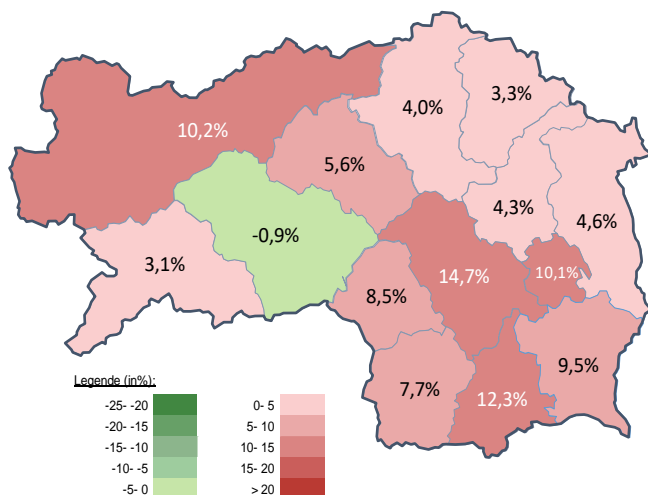 3,3%
4,0%
10,2%
5,6%
4,3%
4,6%
-0,9%
3,1%
14,7%
10,1%
8,5%
9,5%
7,7%
12,3%
Legende (in%):
-25- -20 0- 5
-20- -15 5- 10
-15- -10 10- 15
-10- -5 15- 20
-5- 0 > 20